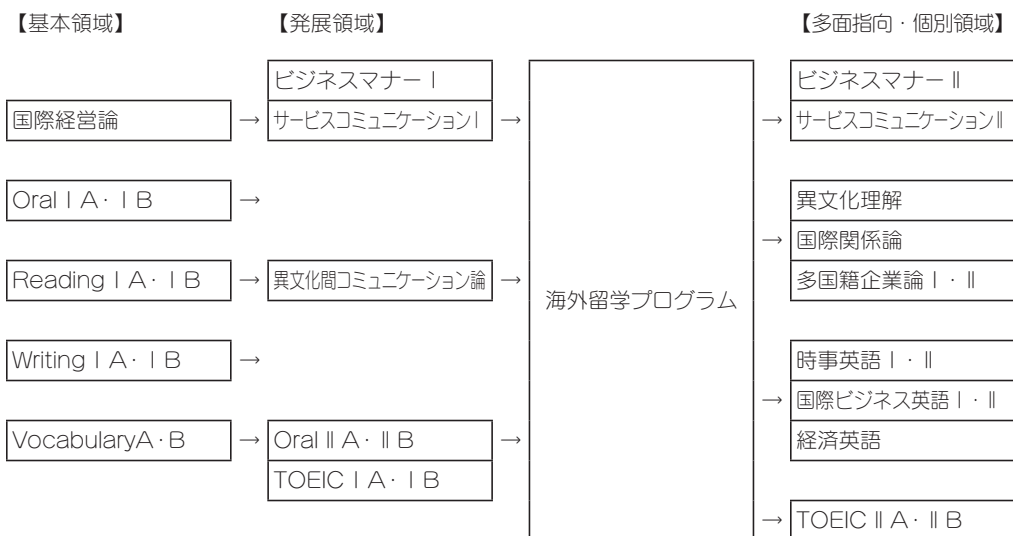 【基本領域】 【発展領域】 【多面指向・個別領域】
ビジネスマナーⅠ ビジネスマナーⅡ
国際経営論 → サービスコミュニケーションⅠ → → サービスコミュニケーションⅡ
OralⅠA・ⅠB → 異文化理解
→ 国際関係論
ReadingⅠA・ⅠB → 異文化間コミュニケーション論 → 多国籍企業論Ⅰ・Ⅱ
海外留学プログラム
WritingⅠA・ⅠB → 時事英語Ⅰ・Ⅱ
→ 国際ビジネス英語Ⅰ・Ⅱ
VocabularyA・B → OralⅡA・ⅡB → 経済英語
TOEICⅠA・ⅠB
→ TOEICⅡA・ⅡB